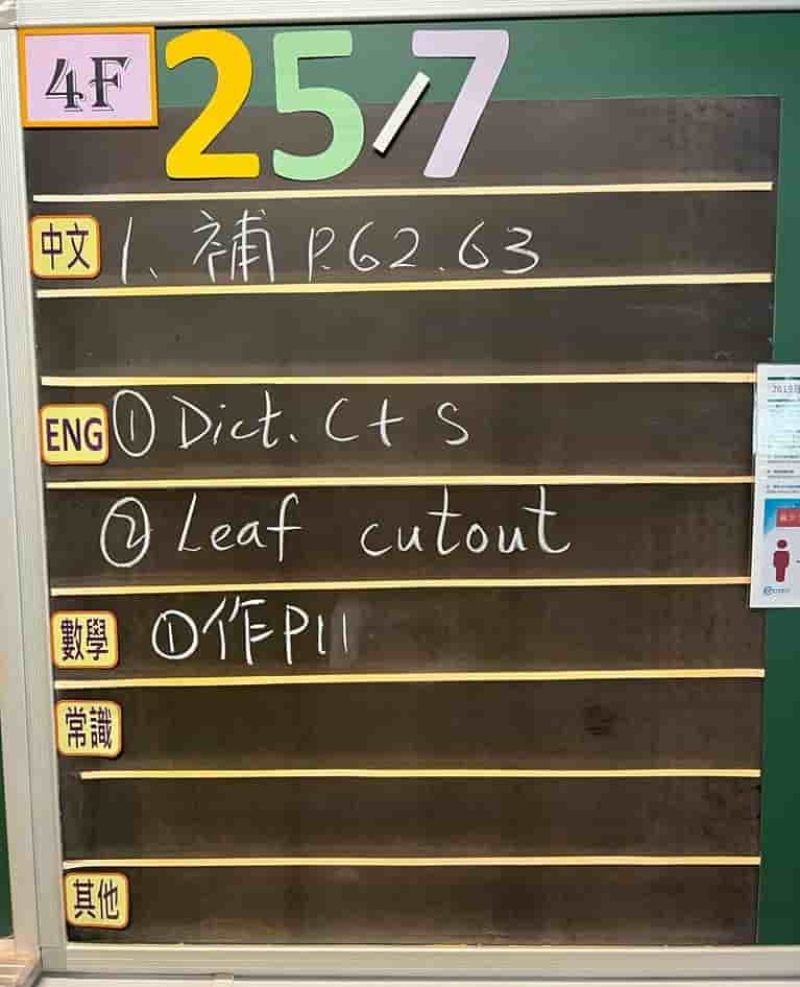 4F 25/7
中文 1、補 P.62.63
ENG ① Dict. C+S
② Leaf cutout
數學 ①作P11
常識
其他
2019